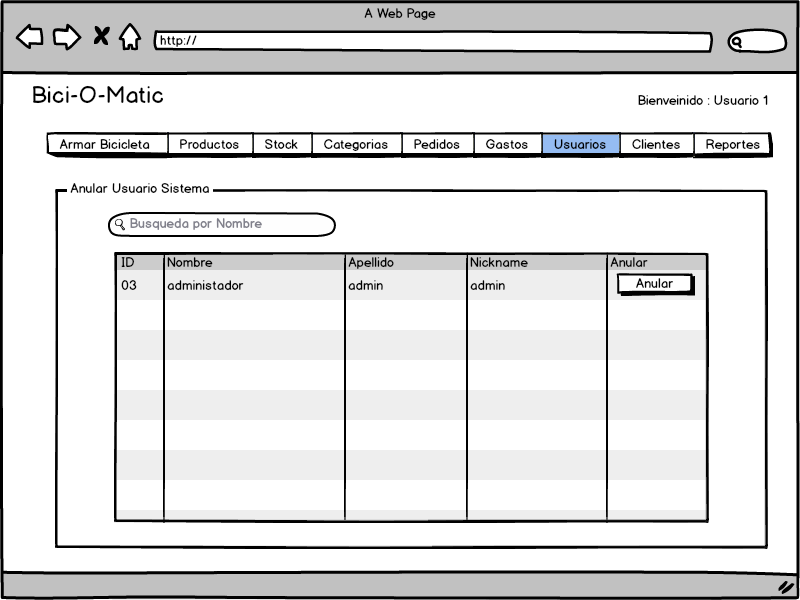 A Web Page
http://
Bici-O-Matic
Bienveinido : Usuario 1
Armar Bicicleta Productos Stock Categorias Pedidos Gastos Usuarios Clientes Reportes
Anular Usuario Sistema
Busqueda por Nombre
ID Nombre Apellido Nickname Anular
03 administador admin admin Anular